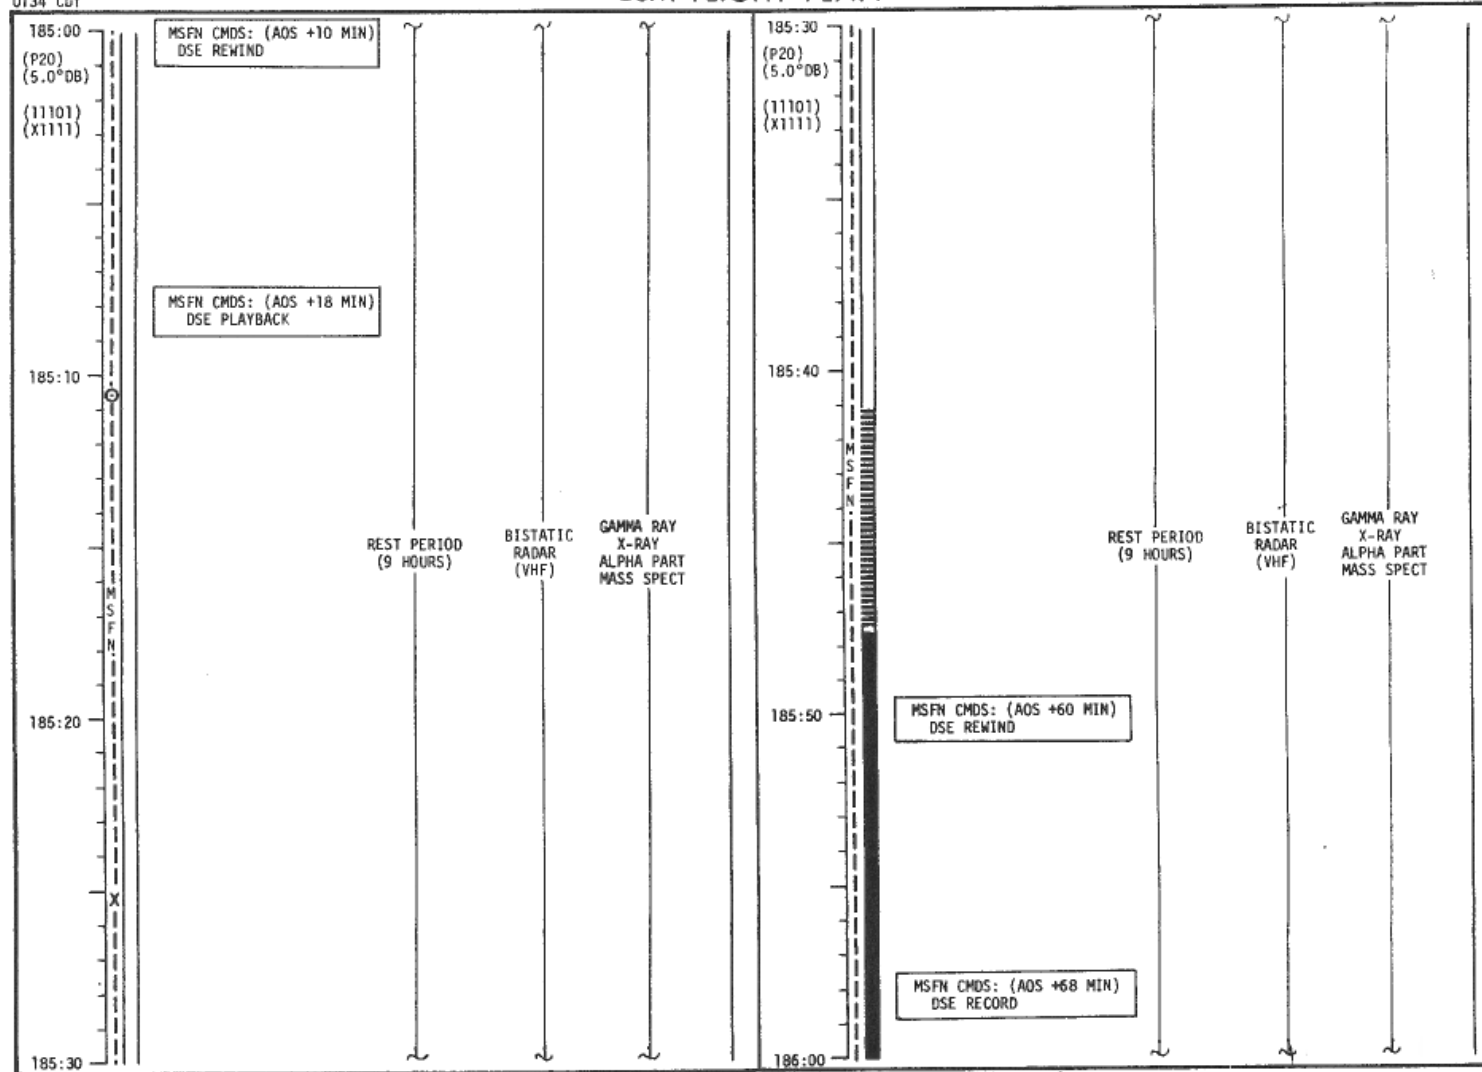 0134 CDT
185:00
(P20)
(5.0°DB)
(11101)
(X1111)
MSFN CMDS: (AOS +10 MIN)
DSE REWIND
MSFN CMDS: (AOS +18 MIN)
DSE PLAYBACK
185:10
MSFN
REST PERIOD
(9 HOURS)
BISTATIC
RADAR
(VHF)
GAMMA RAY
X-RAY
ALPHA PART
MASS SPECT
185:20
X
185:30
185:30
(P20)
(5.0°DB)
(11101)
(X1111)
185:40
MSFN
REST PERIOD
(9 HOURS)
BISTATIC
RADAR
(VHF)
GAMMA RAY
X-RAY
ALPHA PART
MASS SPECT
185:50
MSFN CMDS: (AOS +60 MIN)
DSE REWIND
MSFN CMDS: (AOS +68 MIN)
DSE RECORD
186:00